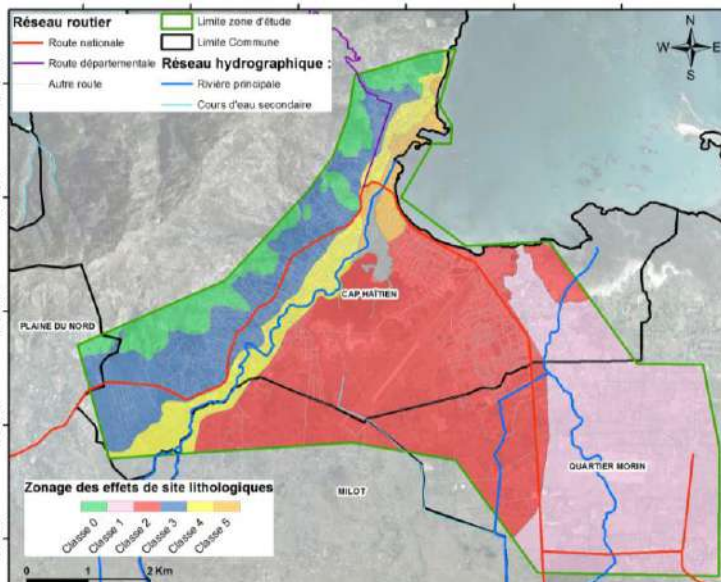 Réseau routier
Route nationale
Route départementale
Autre route
Limite zone d'étude
Limite Commune
Réseau hydrographique :
Rivière principale
Cours d'eau secondaire
N
W E
S
PLAINE DU NORD
CAP HAÏTIEN
QUARTIER MORIN
MILOT
Zonage des effets de site lithologiques
Classe 0
Classe 1
Classe 2
Classe 3
Classe 4
Classe 5
0 1 2 Km